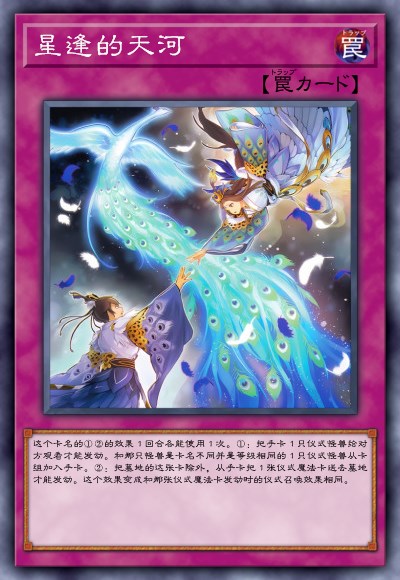 星逢的天河
トラップ
罠
トラップ
【罠カード】
这个卡名的①②的效果1回合各能使用1次。①:把手卡1只仪式怪兽给对
方观看才能发动。和那只怪兽是卡名不同并是等级相同的1只仪式怪兽从卡
组加入手卡。②:把墓地的这张卡除外,从手卡把1张仪式魔法卡送去墓地
才能发动。这个效果变成和那张仪式魔法卡发动时的仪式召唤效果相同。